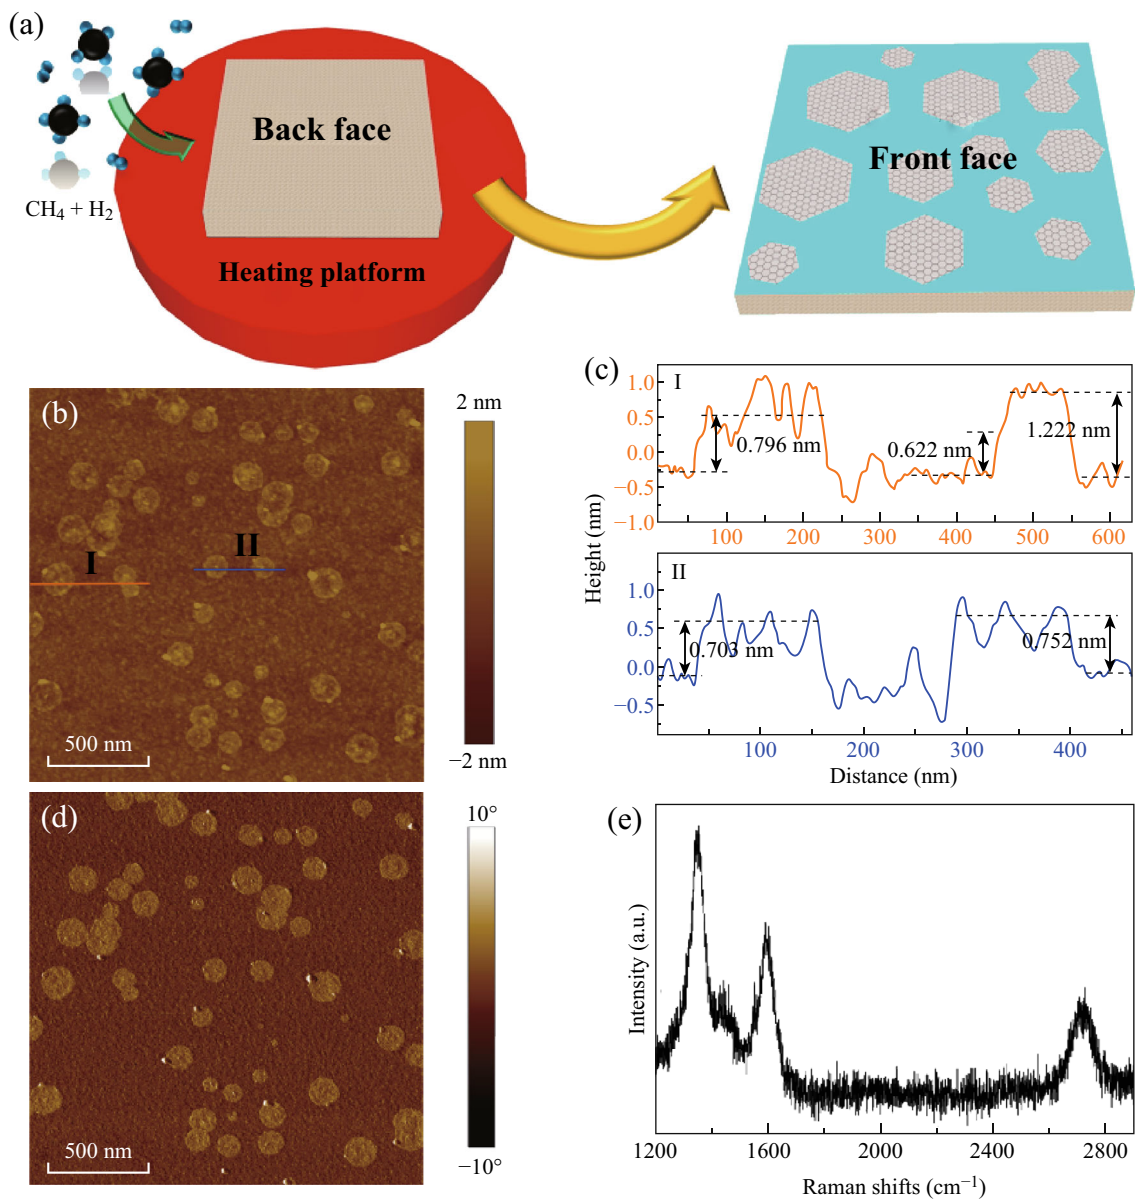 (a)
CH₄ + H₂
Back face
Heating platform
Front face
(b)
I
II
500 nm
2 nm
−2 nm
(c)
Height (nm)
I
1.0
0.5
0.0
−0.5
−1.0
0.796 nm
0.622 nm
1.222 nm
100 200 300 400 500 600
II
1.0
0.5
0.0
−0.5
0.703 nm
0.752 nm
100 200 300 400
Distance (nm)
(d)
500 nm
10°
−10°
(e)
Intensity (a.u.)
1200 1600 2000 2400 2800
Raman shifts (cm⁻¹)